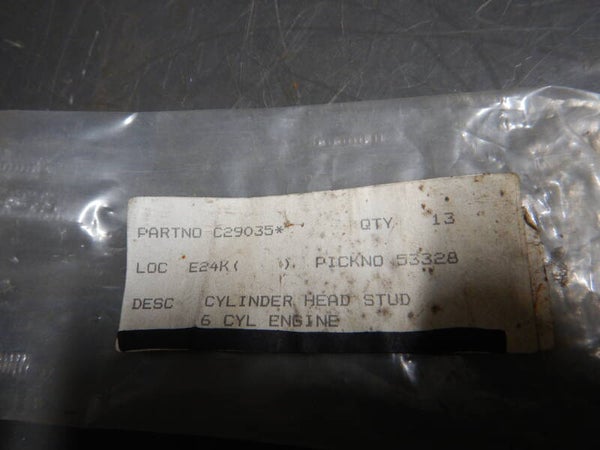 PARTNO C29035* QTY 13
LOC E24K( ). PICKNO 53328
DESC CYLINDER HEAD STUD
6 CYL ENGINE